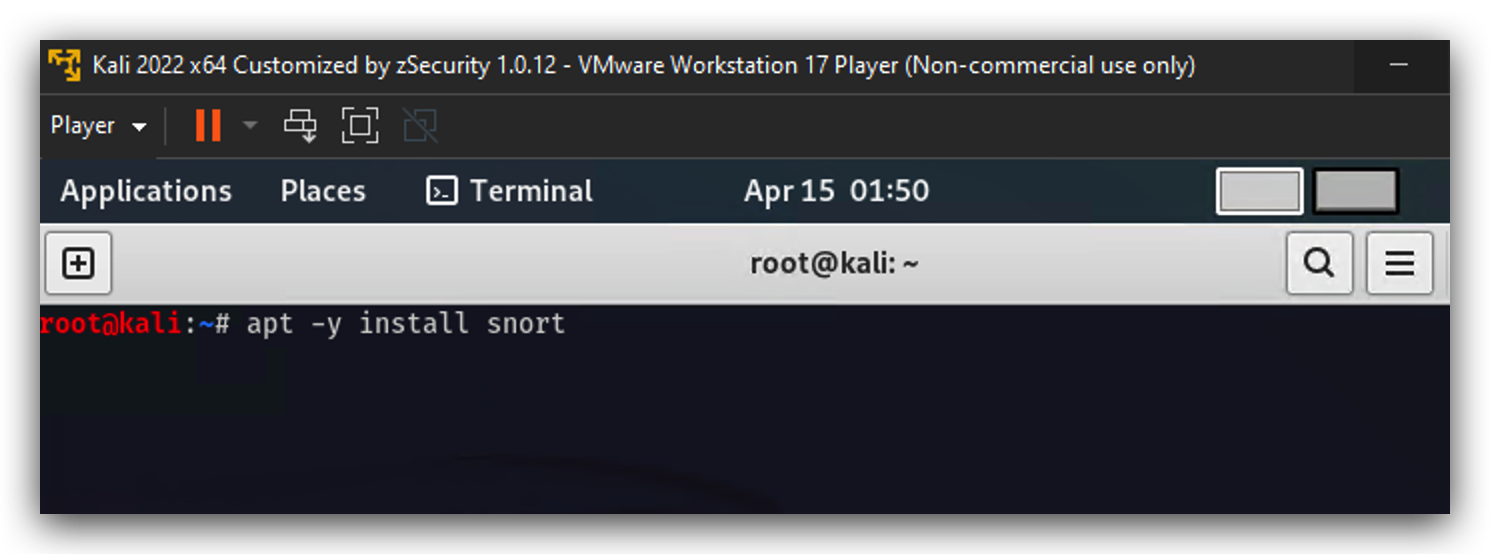 Kali 2022 x64 Customized by zSecurity 1.0.12 - VMware Workstation 17 Player (Non-commercial use only)
Player
Applications Places Terminal Apr 15 01:50
root@kali: ~
root@kali:~# apt -y install snort